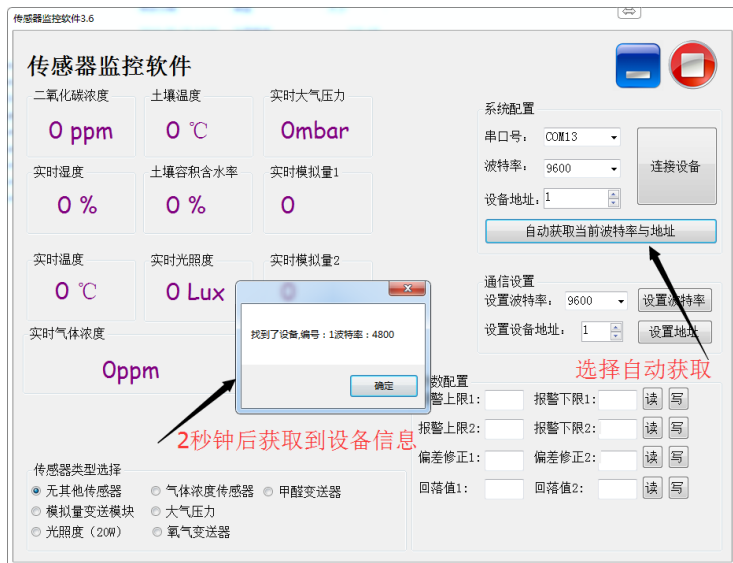 传感器监控软件3.6
传感器监控软件
二氧化碳浓度
0 ppm
土壤温度
0 ℃
实时大气压力
0mbar
实时湿度
0 %
土壤容积含水率
0 %
实时模拟量1
0
实时温度
0 ℃
实时光照度
0 Lux
实时模拟量2
0
实时气体浓度
0ppm
系统配置
串口号: COM13
波特率: 9600
设备地址: 1
连接设备
自动获取当前波特率与地址
通信设置
设置波特率: 9600 设置波特率
设置设备地址: 1 设置地址
选择自动获取
找到了设备,编号:1波特率:4800
确定
2秒钟后获取到设备信息
数配置
警上限1: 报警下限1: 读 写
报警上限2: 报警下限2: 读 写
偏差修正1: 偏差修正2: 读 写
回落值1: 回落值2: 读 写
传感器类型选择
无其他传感器 气体浓度传感器 甲醛变送器
模拟量变送模块 大气压力
光照度(20W) 氧气变送器